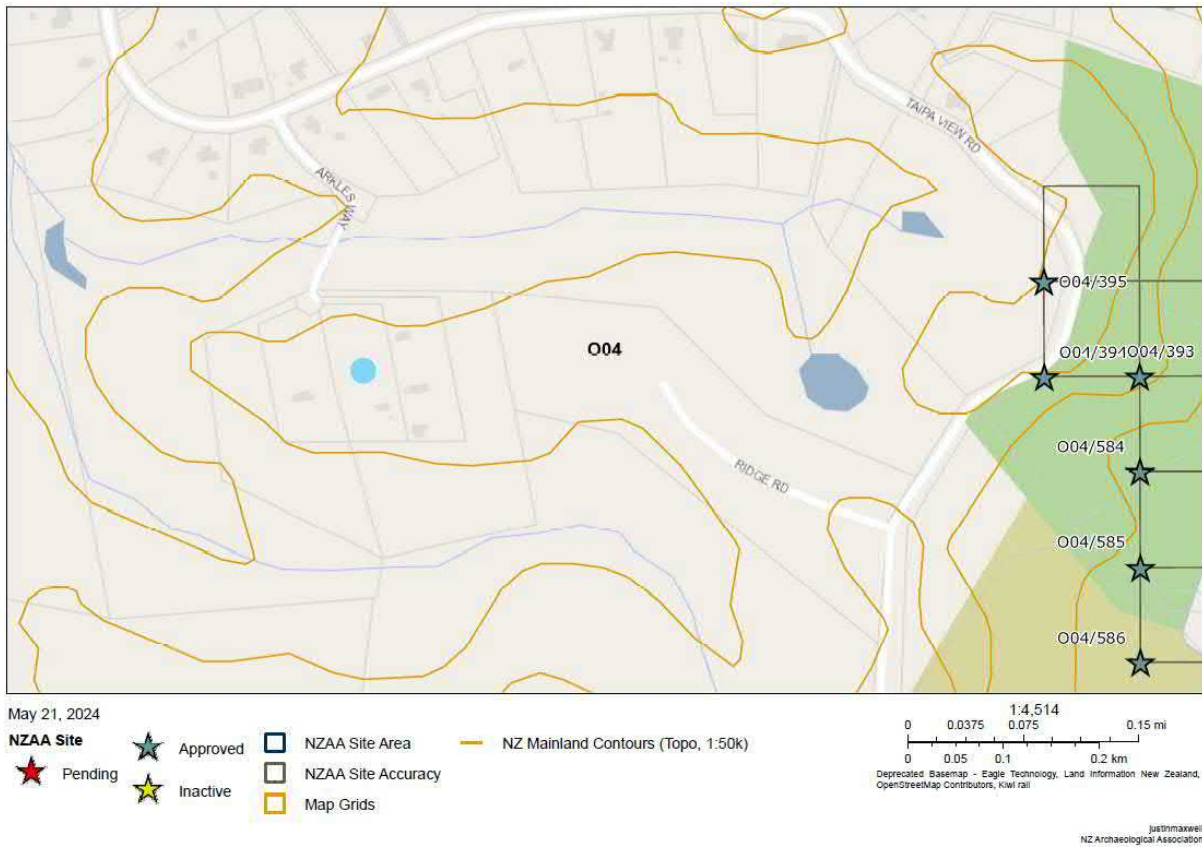 TAIPA VIEW RD
ARKLES WAY
O04/395
O04
O04/394
O04/393
O04/584
RIDGE RD
O04/585
O04/586
May 21, 2024
NZAA Site
Pending
Approved
Inactive
NZAA Site Area
NZAA Site Accuracy
Map Grids
NZ Mainland Contours (Topo, 1:50k)
1:4,514
0 0.0375 0.075 0.15 mi
0 0.05 0.1 0.2 km
Deprecated Basemap - Eagle Technology, Land Information New Zealand,
OpenStreetMap Contributors, Kiwi rail
justinmaxwell
NZ Archaeological Association